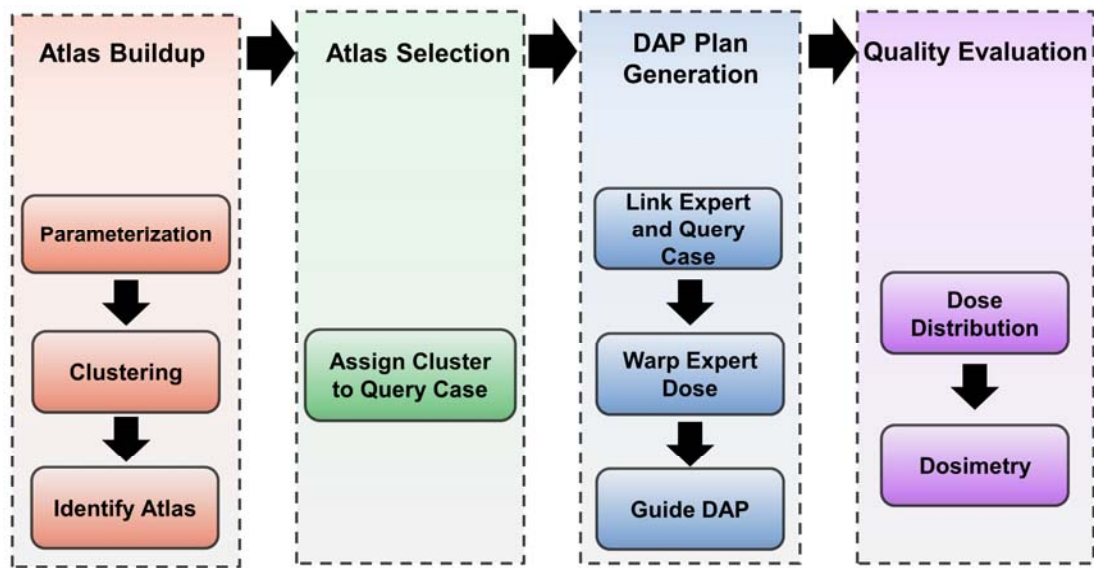 Atlas Buildup
Parameterization
Clustering
Identify Atlas
Atlas Selection
Assign Cluster
to Query Case
DAP Plan
Generation
Link Expert
and Query
Case
Warp Expert
Dose
Guide DAP
Quality Evaluation
Dose
Distribution
Dosimetry